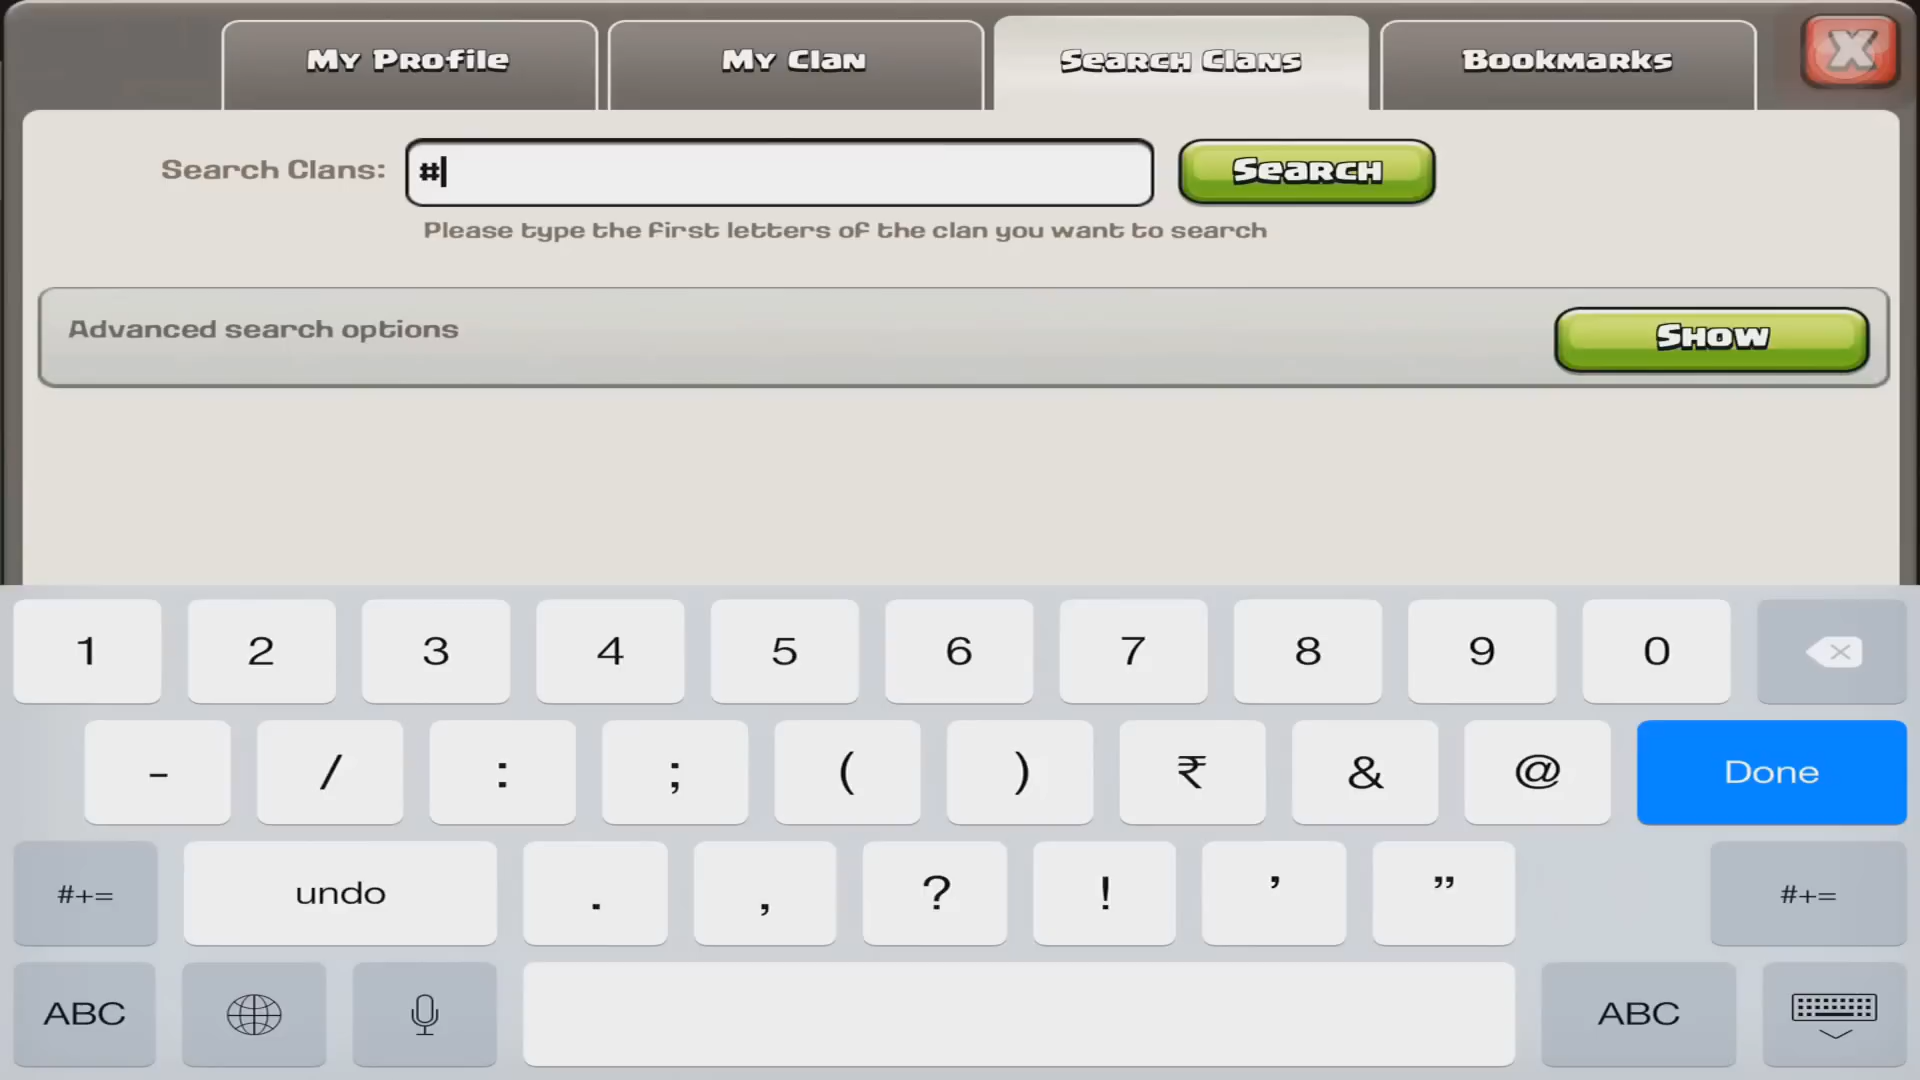 My Profile My Clan Search Clans Bookmarks X
Search Clans: # Search
Please type the first letters of the clan you want to search
Advanced search options Show
1 2 3 4 5 6 7 8 9 0
- / : ; ( ) ₹ & @ Done
#+= undo . , ? ! ’ ” #+=
ABC ABC